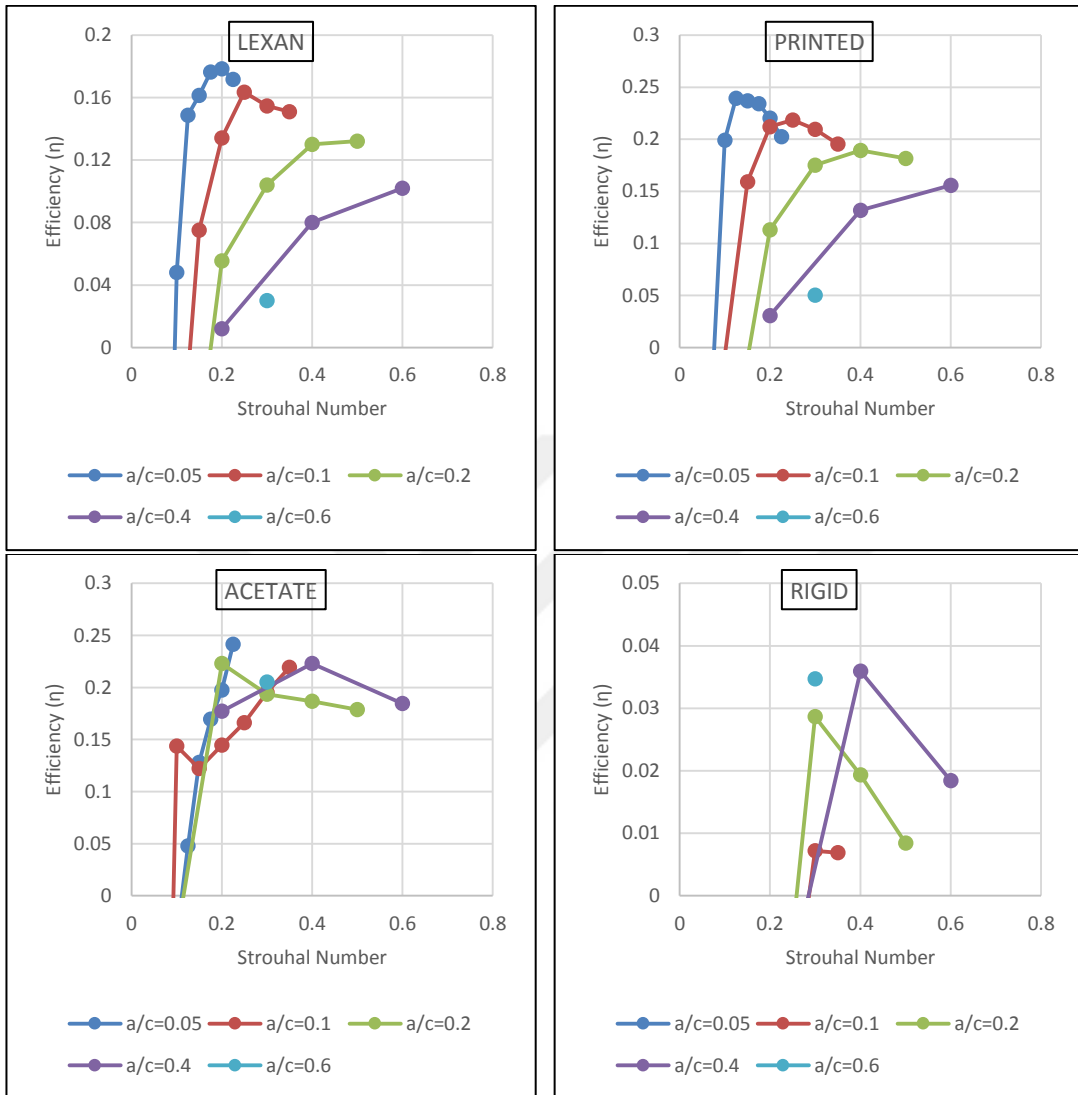 LEXAN
0.2
0.16
0.12
0.08
0.04
0
Efficiency (η)
0 0.2 0.4 0.6 0.8
Strouhal Number
a/c=0.05 a/c=0.1 a/c=0.2
a/c=0.4 a/c=0.6
PRINTED
0.3
0.25
0.2
0.15
0.1
0.05
0
Efficiency (η)
0 0.2 0.4 0.6 0.8
Strouhal Number
a/c=0.05 a/c=0.1 a/c=0.2
a/c=0.4 a/c=0.6
ACETATE
0.3
0.25
0.2
0.15
0.1
0.05
0
Efficiency (η)
0 0.2 0.4 0.6 0.8
Strouhal Number
a/c=0.05 a/c=0.1 a/c=0.2
a/c=0.4 a/c=0.6
RIGID
0.05
0.04
0.03
0.02
0.01
0
Efficiency (η)
0 0.2 0.4 0.6 0.8
Strouhal Number
a/c=0.05 a/c=0.1 a/c=0.2
a/c=0.4 a/c=0.6